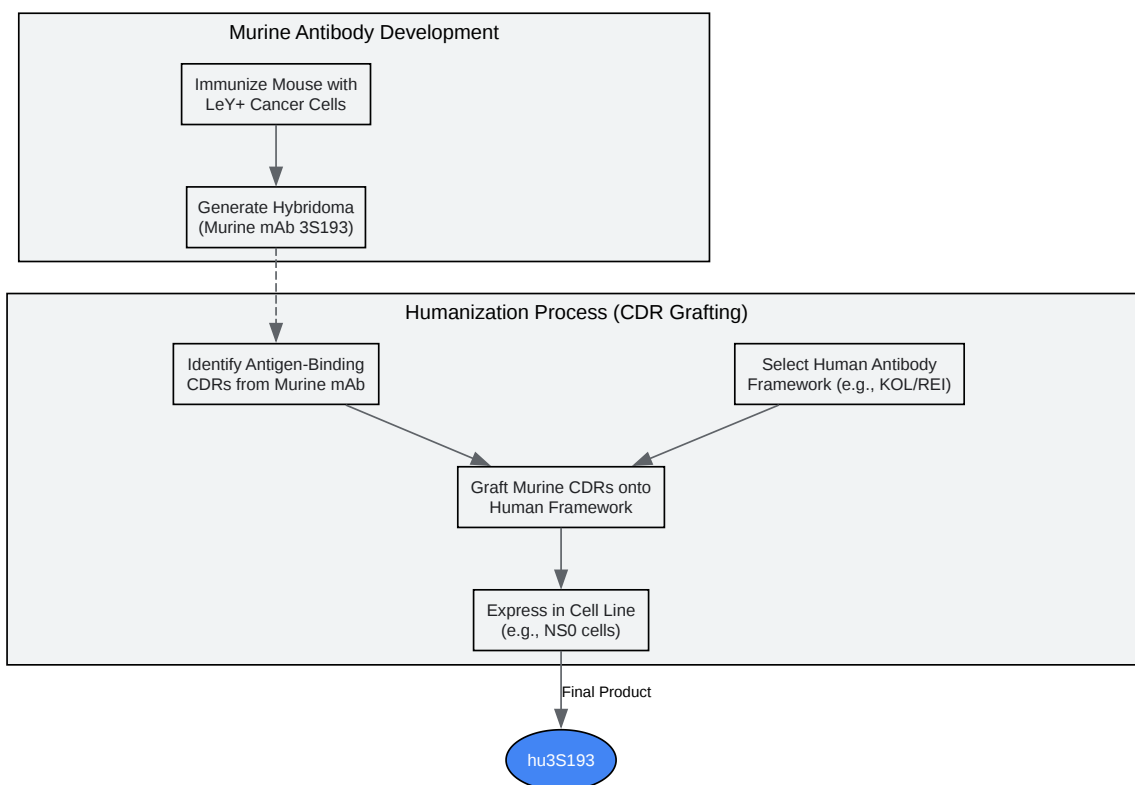 Murine Antibody Development
Immunize Mouse with
LeY+ Cancer Cells
Generate Hybridoma
(Murine mAb 3S193)
Humanization Process (CDR Grafting)
Identify Antigen-Binding
CDRs from Murine mAb
Select Human Antibody
Framework (e.g., KOL/REI)
Graft Murine CDRs onto
Human Framework
Express in Cell Line
(e.g., NS0 cells)
Final Product
hu3S193